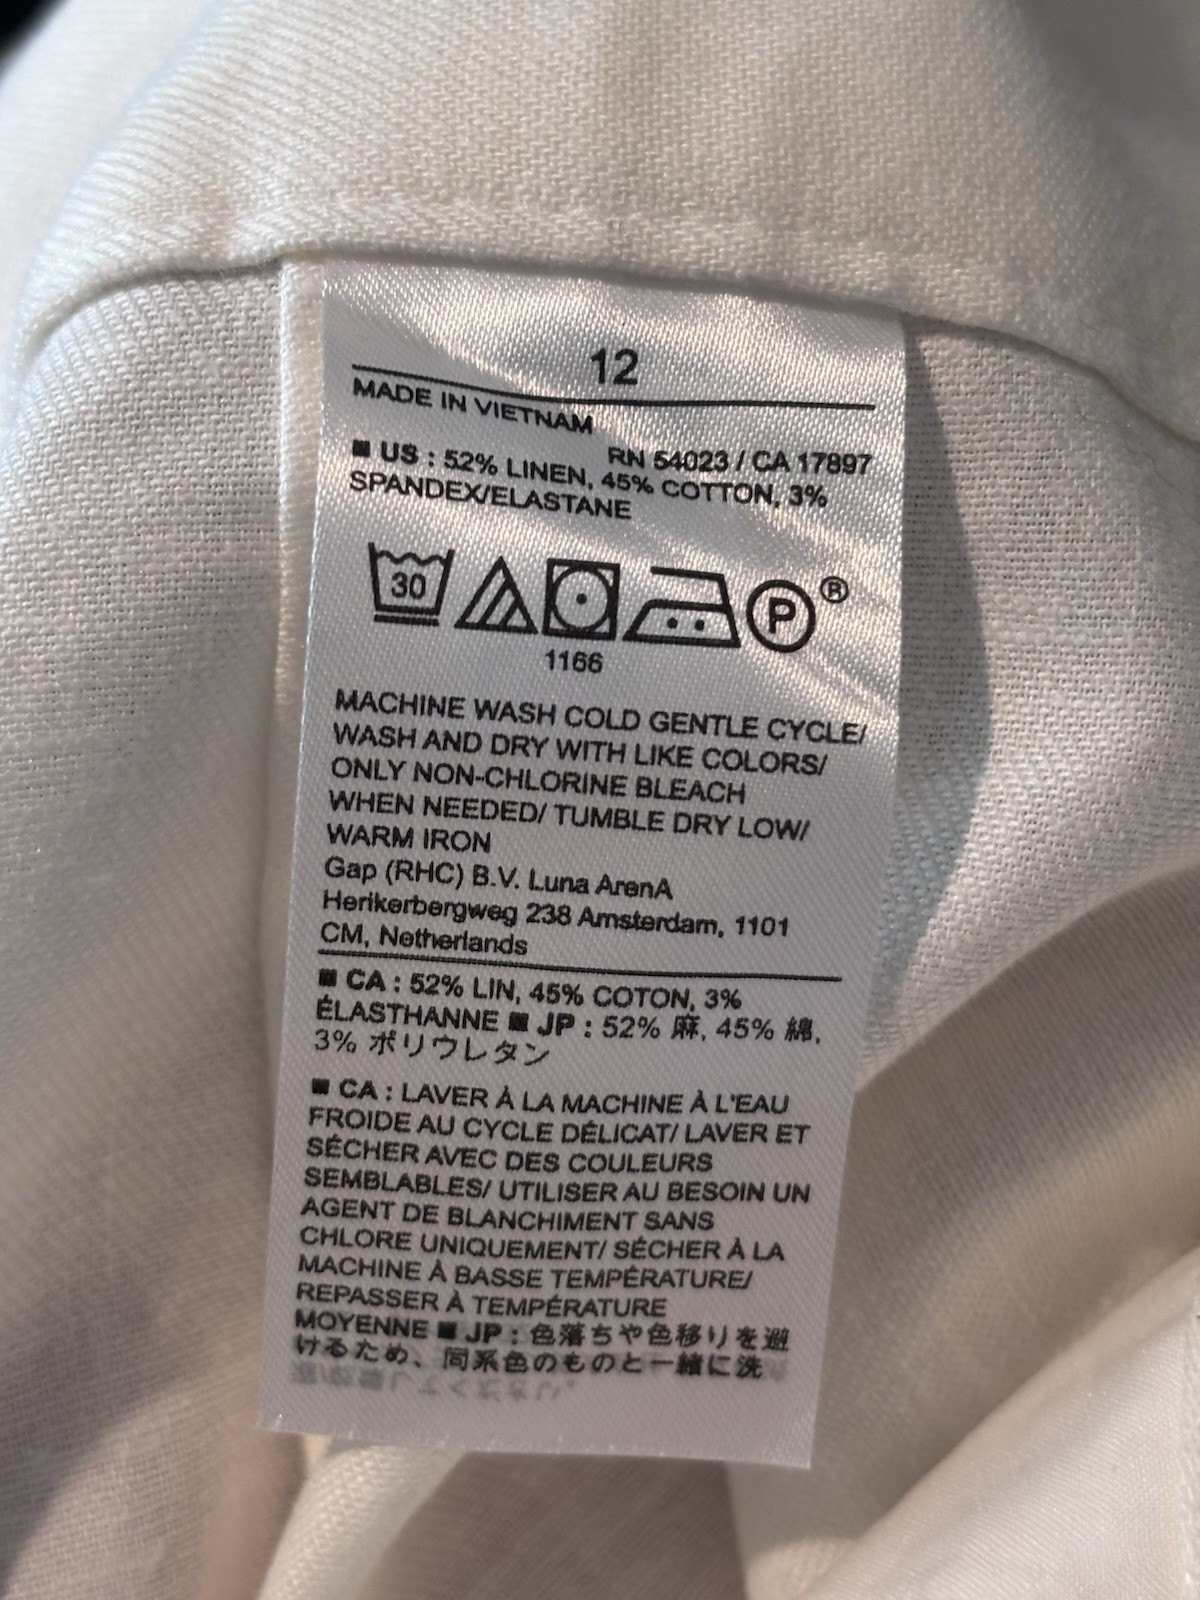 12
MADE IN VIETNAM
RN 54023 / CA 17897
■ US : 52% LINEN, 45% COTTON, 3%
SPANDEX/ELASTANE
30 P ®
1166
MACHINE WASH COLD GENTLE CYCLE/
WASH AND DRY WITH LIKE COLORS/
ONLY NON-CHLORINE BLEACH
WHEN NEEDED/ TUMBLE DRY LOW/
WARM IRON
Gap (RHC) B.V. Luna ArenA
Herikerbergweg 238 Amsterdam, 1101
CM, Netherlands
■ CA : 52% LIN, 45% COTON, 3%
ÉLASTHANNE ■ JP : 52% 麻, 45% 綿,
3% ポリウレタン
■ CA : LAVER À LA MACHINE À L'EAU
FROIDE AU CYCLE DÉLICAT/ LAVER ET
SÉCHER AVEC DES COULEURS
SEMBLABLES/ UTILISER AU BESOIN UN
AGENT DE BLANCHIMENT SANS
CHLORE UNIQUEMENT/ SÉCHER À LA
MACHINE À BASSE TEMPÉRATURE/
REPASSER À TEMPÉRATURE
MOYENNE ■ JP : 色落ちや色移りを避
けるため、同系色のものと一緒に洗